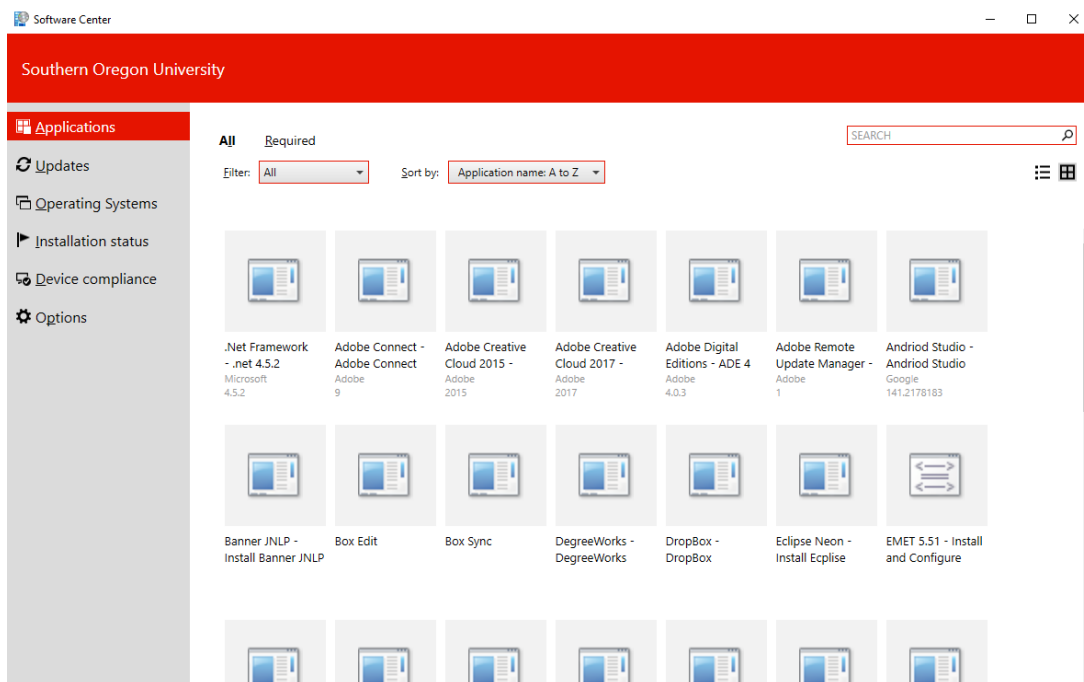 Software Center
Southern Oregon University
Applications
Updates
Operating Systems
Installation status
Device compliance
Options
All Required
SEARCH
Filter: All Sort by: Application name: A to Z
.Net Framework
- .net 4.5.2
Microsoft
4.5.2
Adobe Connect -
Adobe Connect
Adobe
9
Adobe Creative
Cloud 2015 -
Adobe
2015
Adobe Creative
Cloud 2017 -
Adobe
2017
Adobe Digital
Editions - ADE 4
Adobe
4.0.3
Adobe Remote
Update Manager -
Adobe
1
Andriod Studio -
Andriod Studio
Google
141.2178183
Banner JNLP -
Install Banner JNLP
Box Edit
Box Sync
DegreeWorks -
DegreeWorks
DropBox -
DropBox
Eclipse Neon -
Install Ecplise
EMET 5.51 - Install
and Configure